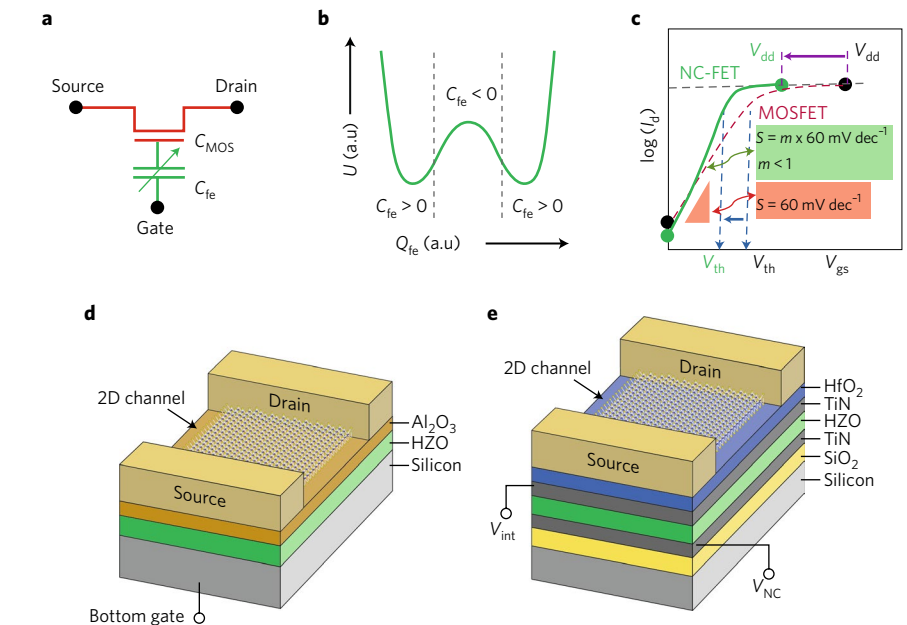 a
Source
Drain
C_MOS
C_fe
Gate
b
U (a.u)
C_fe < 0
C_fe > 0
C_fe > 0
Q_fe (a.u)
c
V_dd
V_dd
NC-FET
MOSFET
log(I_d)
S = m x 60 mV dec⁻¹
m < 1
S = 60 mV dec⁻¹
V_th
V_th
V_gs
d
2D channel
Drain
Source
Al₂O₃
HZO
Silicon
Bottom gate
e
2D channel
Drain
Source
HfO₂
TiN
HZO
TiN
SiO₂
Silicon
V_int
V_NC